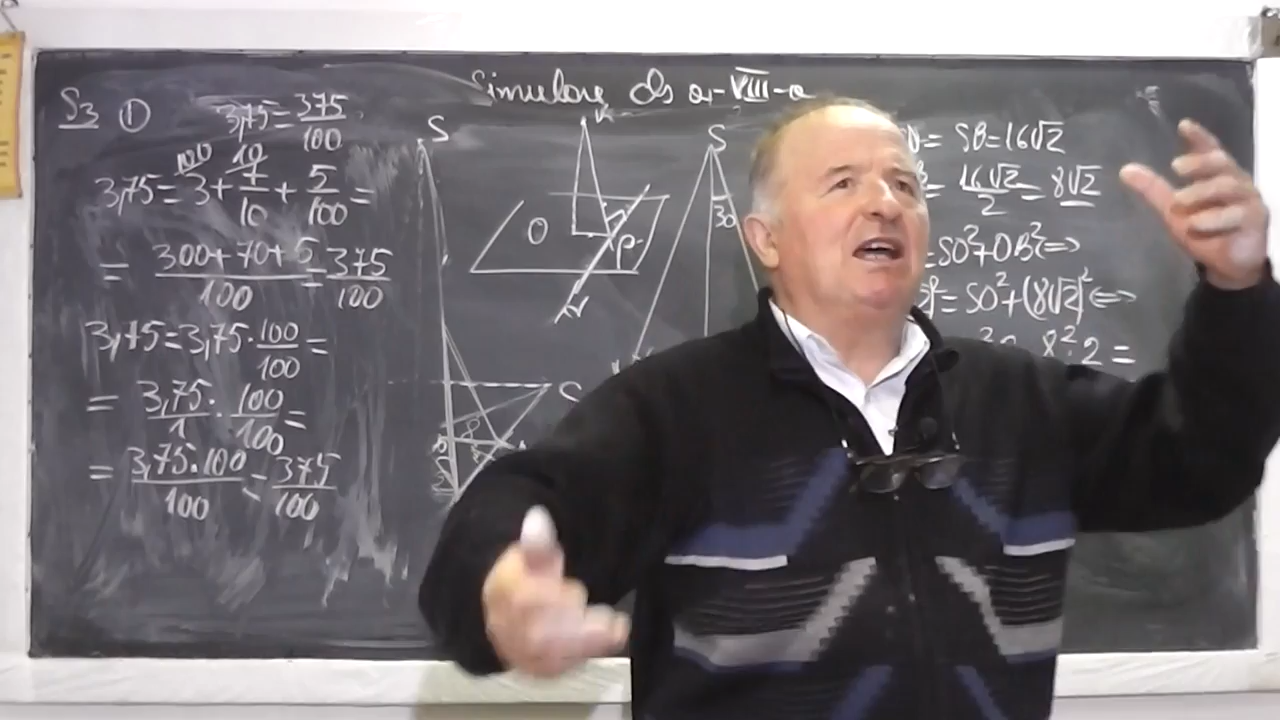 Simulare cls a-VIII-a
S3 ①
3,75 = 375/100
100 10
3,75 = 3 + 7/10 + 5/100 =
= (300+70+5)/100 = 375/100
3,75 = 3,75 · 100/100 =
= 3,75/1 · 100/100 =
= (3,75·100)/100 = 375/100
S
O
P
S
30
C
= SB = 16√2
= 16√2/2 = 8√2
= SO² + OB² ⇔
= SO² + (8√2)² ⇔
8²·2 =